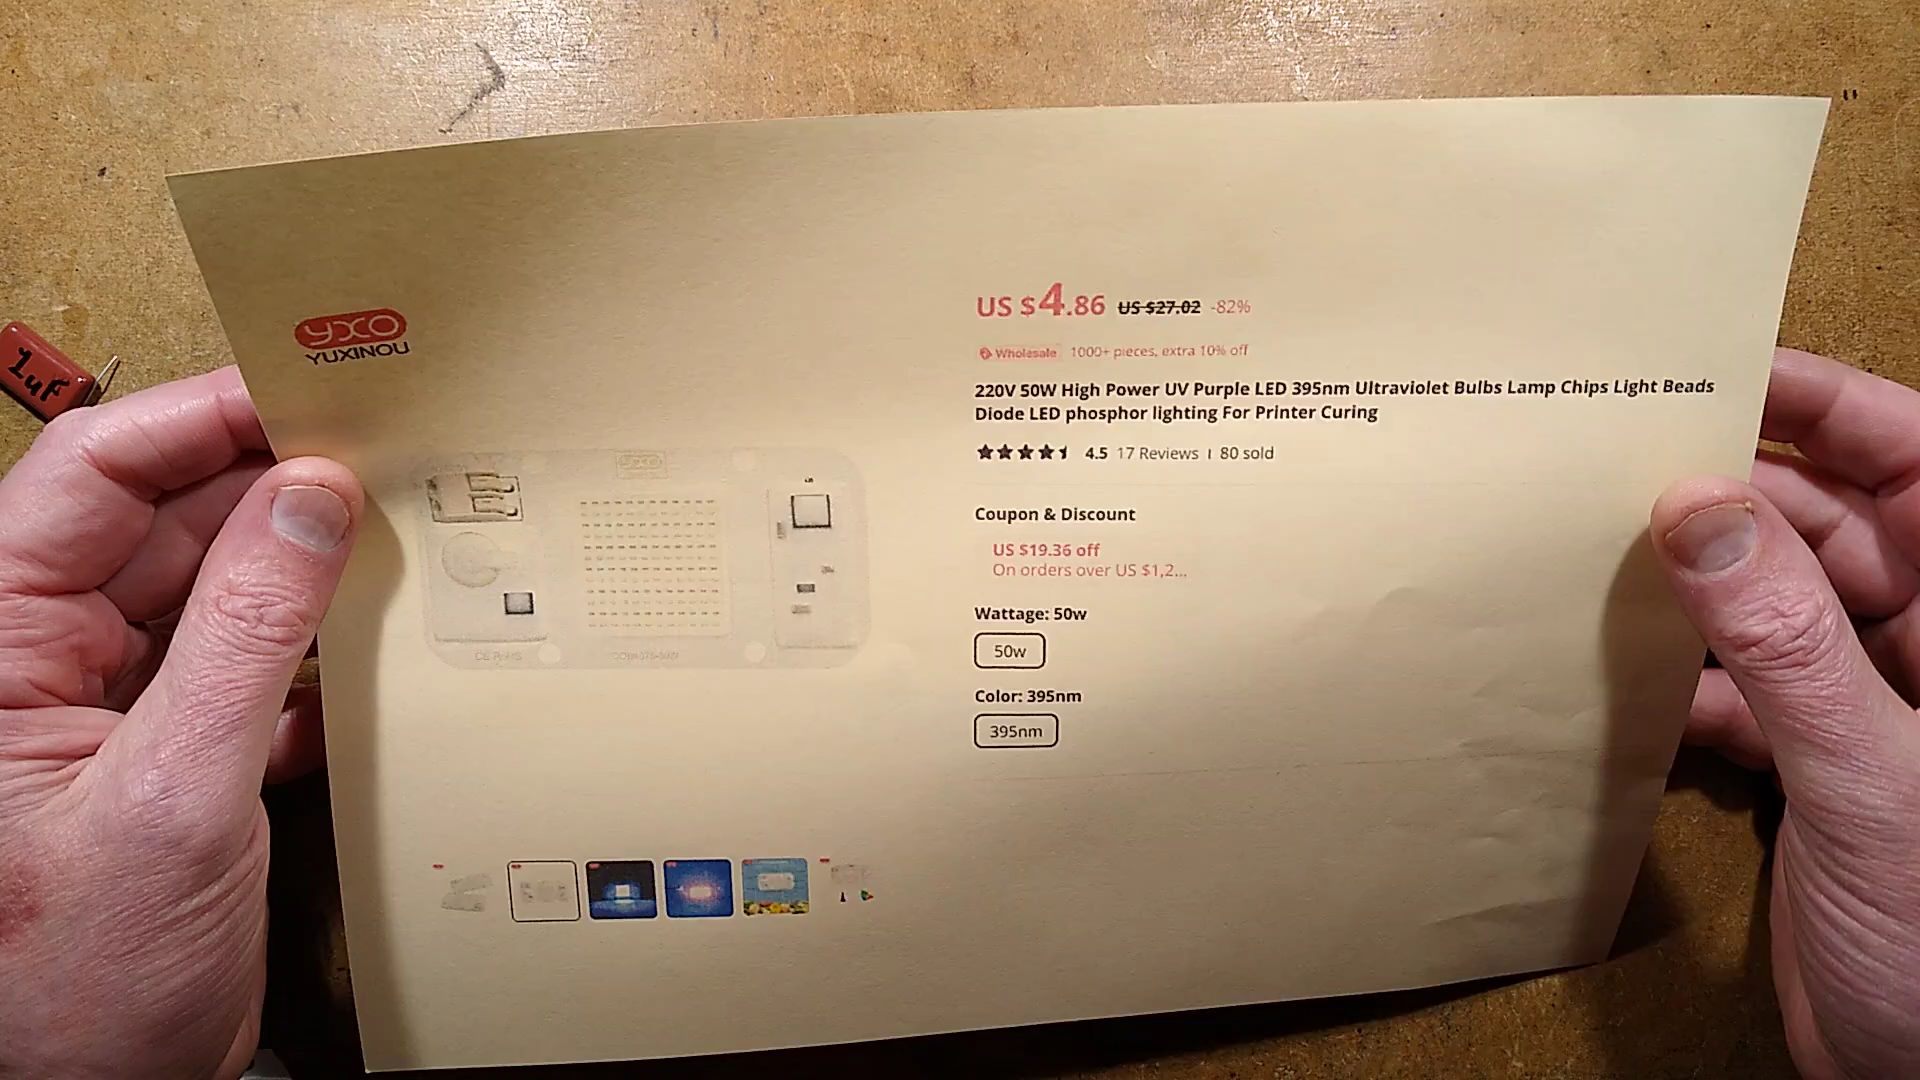 1uF
YXO
YUXINOU
US $4.86 US $27.02 -82%
Wholesale 1000+ pieces, extra 10% off
220V 50W High Power UV Purple LED 395nm Ultraviolet Bulbs Lamp Chips Light Beads
Diode LED phosphor lighting For Printer Curing
4.5 17 Reviews | 80 sold
Coupon & Discount
US $19.36 off
On orders over US $1,2...
Wattage: 50w
50w
Color: 395nm
395nm
YXO
CE RoHS